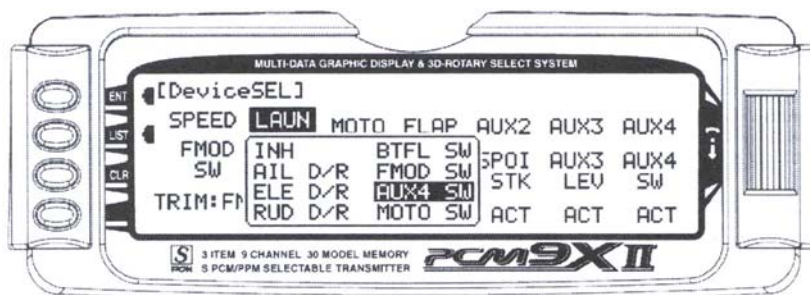 MULTI-DATA GRAPHIC DISPLAY & 3D-ROTARY SELECT SYSTEM
ENT
LIST
CLR
[DeviceSEL]
SPEED LAUN MOTO FLAP AUX2 AUX3 AUX4
FMOD SPOI AUX3 AUX4
SW STK LEV SW
TRIM:FM ACT ACT ACT
INH BTFL SW
AIL D/R FMOD SW
ELE D/R AUX4 SW
RUD D/R MOTO SW
S PCM
3 ITEM 9 CHANNEL 30 MODEL MEMORY
S PCM/PPM SELECTABLE TRANSMITTER
PCM9XII